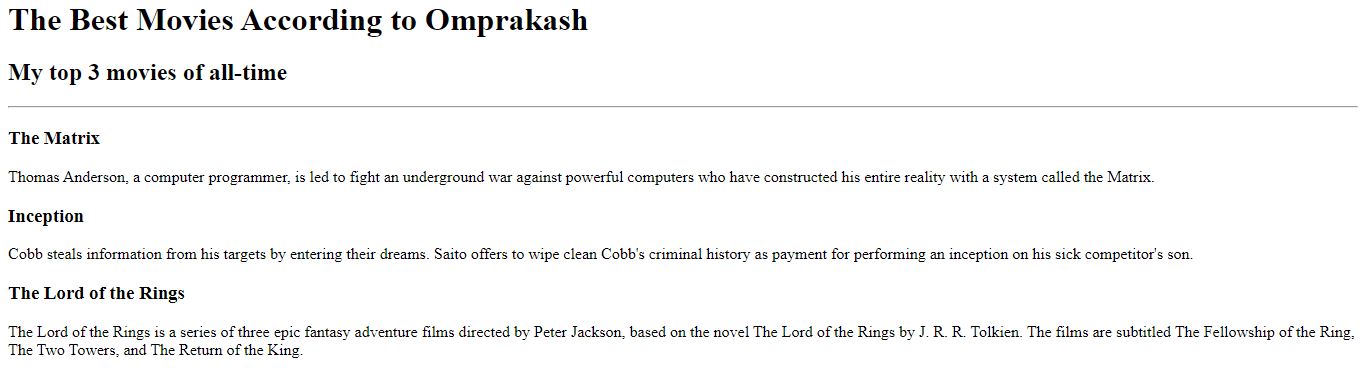 The Best Movies According to Omprakash
My top 3 movies of all-time
The Matrix
Thomas Anderson, a computer programmer, is led to fight an underground war against powerful computers who have constructed his entire reality with a system called the Matrix.
Inception
Cobb steals information from his targets by entering their dreams. Saito offers to wipe clean Cobb's criminal history as payment for performing an inception on his sick competitor's son.
The Lord of the Rings
The Lord of the Rings is a series of three epic fantasy adventure films directed by Peter Jackson, based on the novel The Lord of the Rings by J. R. R. Tolkien. The films are subtitled The Fellowship of the Ring,
The Two Towers, and The Return of the King.